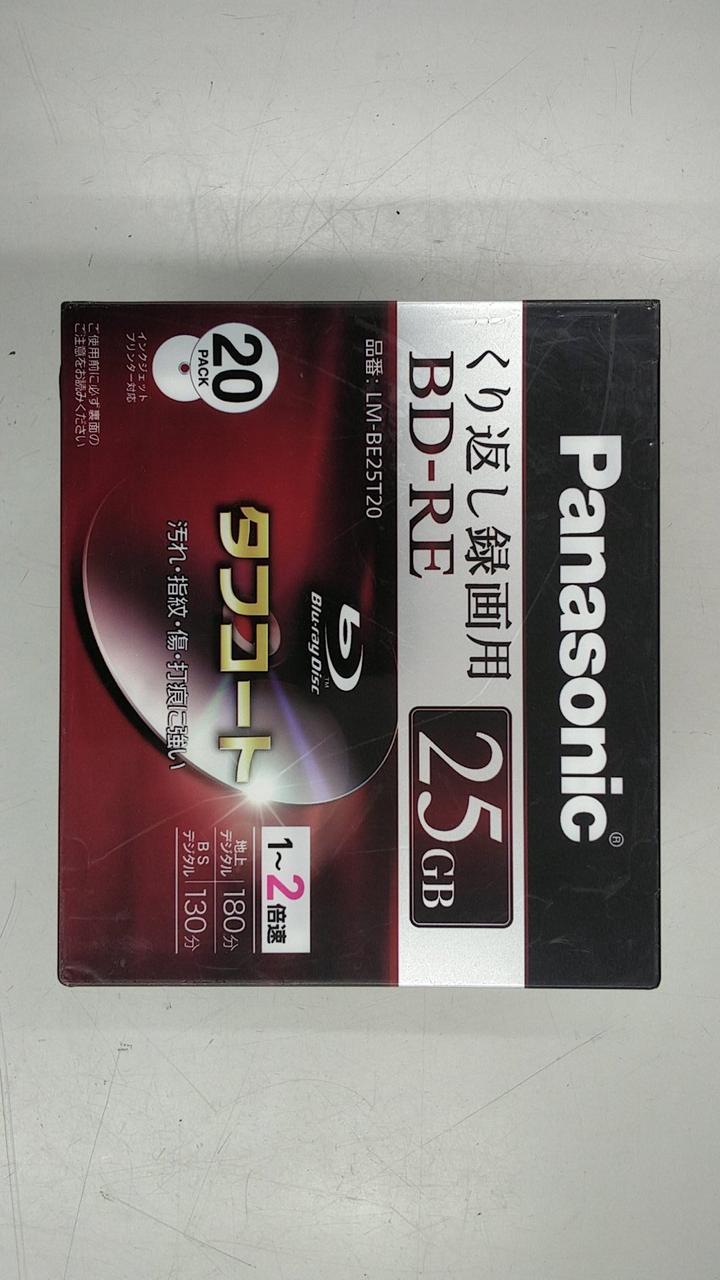 Panasonic®
くり返し録画用
BD-RE
25GB
品番: LM-BE25T20
Blu-ray Disc™
20
PACK
タフコート
汚れ・指紋・傷・打痕に強い
インクジェット
プリンター対応
1~2倍速
地上デジタル 180分
BSデジタル 130分
ご使用前に必ず裏面の
ご注意をお読みください